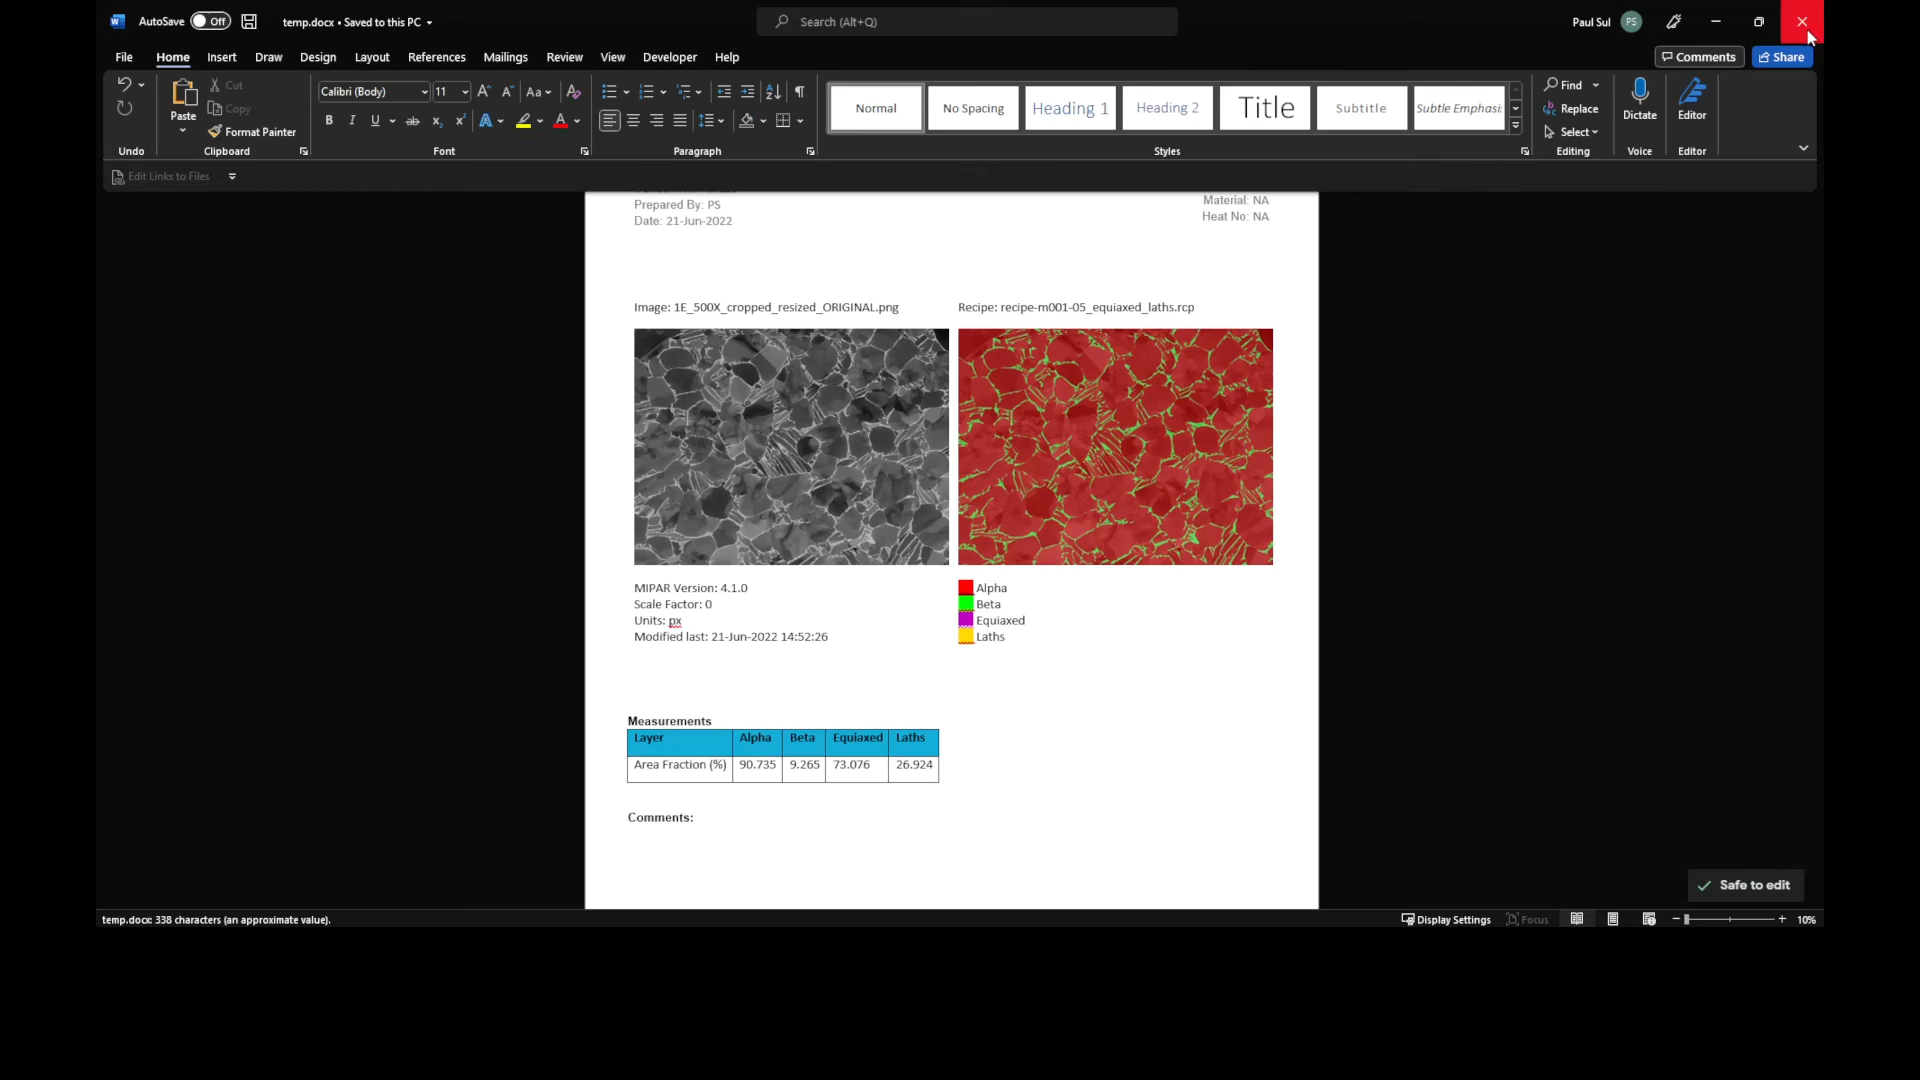 AutoSave Off temp.docx • Saved to this PC Search (Alt+Q) Paul Sul PS
File Home Insert Draw Design Layout References Mailings Review View Developer Help Comments Share
Paste
Cut
Copy
Format Painter
Calibri (Body) 11
Normal No Spacing Heading 1 Heading 2 Title Subtitle Subtle Emphasi
Find
Replace
Select
Dictate
Editor
Undo Clipboard Font Paragraph Styles Editing Voice Editor
Edit Links to Files
Prepared By: PS
Date: 21-Jun-2022
Material: NA
Heat No: NA
Image: 1E_500X_cropped_resized_ORIGINAL.png
Recipe: recipe-m001-05_equiaxed_laths.rcp
MIPAR Version: 4.1.0
Scale Factor: 0
Units: px
Modified last: 21-Jun-2022 14:52:26
Alpha
Beta
Equiaxed
Laths
Measurements
Layer Alpha Beta Equiaxed Laths
Area Fraction (%) 90.735 9.265 73.076 26.924
Comments:
Safe to edit
temp.docx: 338 characters (an approximate value). Display Settings Focus 10%